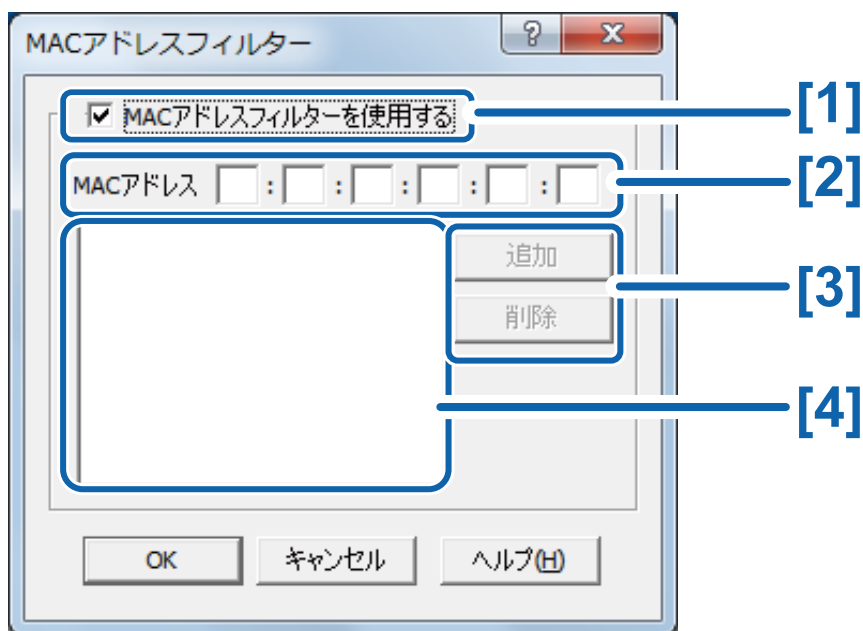 MACアドレスフィルター
MACアドレスフィルターを使用する
[1]
MACアドレス : : : : :
[2]
追加
[3]
削除
[4]
OK キャンセル ヘルプ(H)